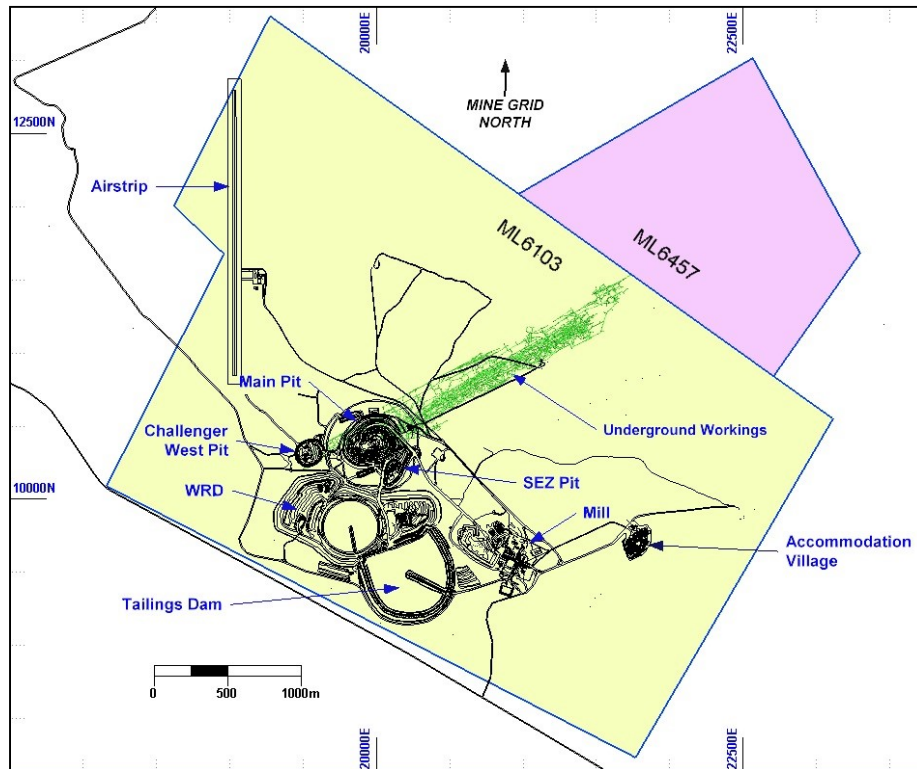 20000E
22500E
MINE GRID
NORTH
12500N
Airstrip
ML6103
ML6457
Main Pit
Challenger
West Pit
Underground Workings
SEZ Pit
WRD
10000N
Mill
Accommodation
Village
Tailings Dam
0 500 1000m
20000E
22500E